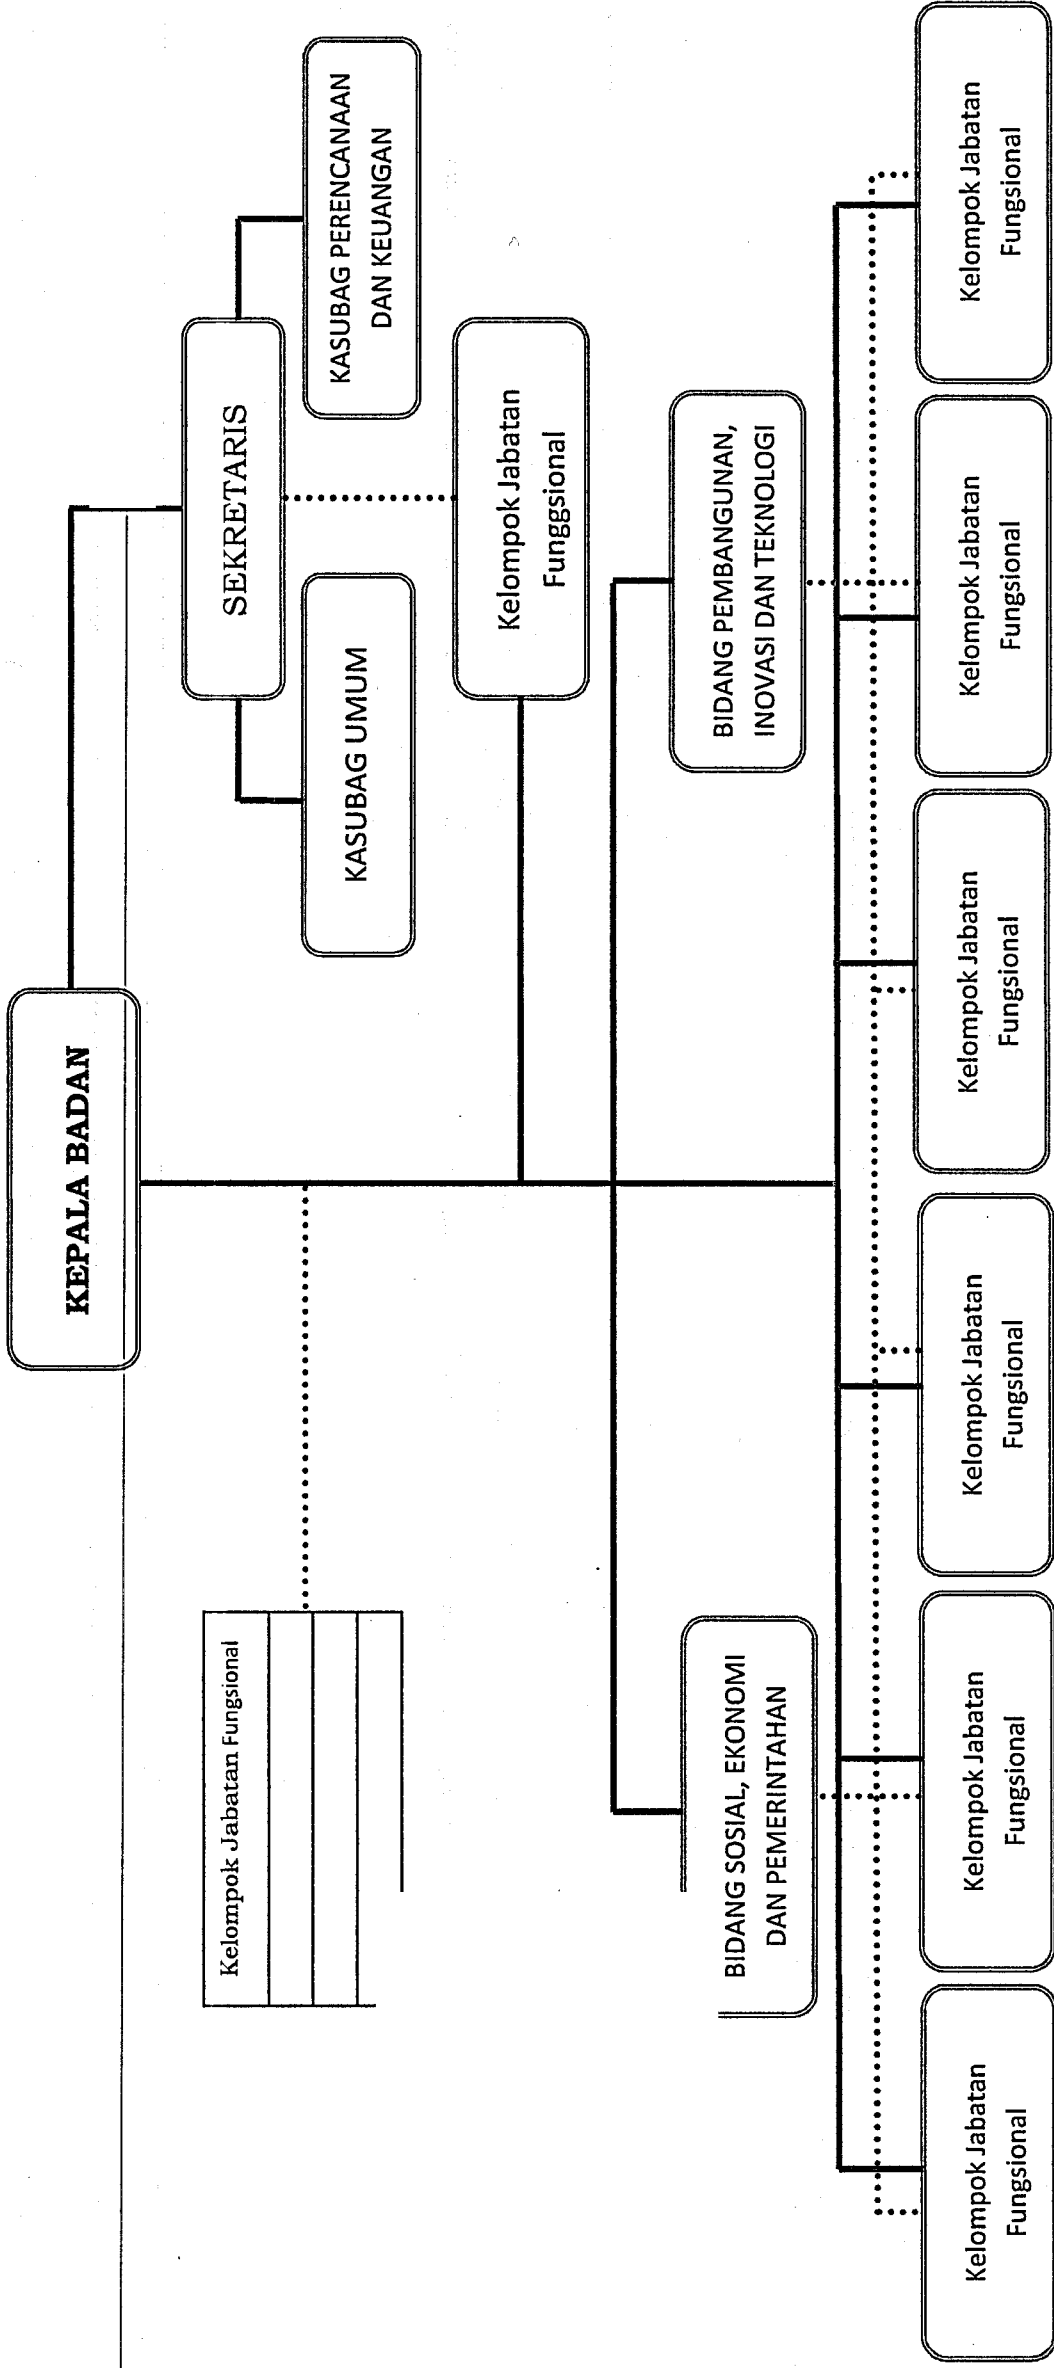 KEPALA BADAN
SEKRETARIS
Kelompok Jabatan Fungsional
KASUBAG UMUM
KASUBAG PERENCANAAN
DAN KEUANGAN
Kelompok Jabatan
Funggsional
BIDANG SOSIAL, EKONOMI
DAN PEMERINTAHAN
BIDANG PEMBANGUNAN,
INOVASI DAN TEKNOLOGI
Kelompok Jabatan
Fungsional
Kelompok Jabatan
Fungsional
Kelompok Jabatan
Fungsional
Kelompok Jabatan
Fungsional
Kelompok Jabatan
Fungsional
Kelompok Jabatan
Fungsional